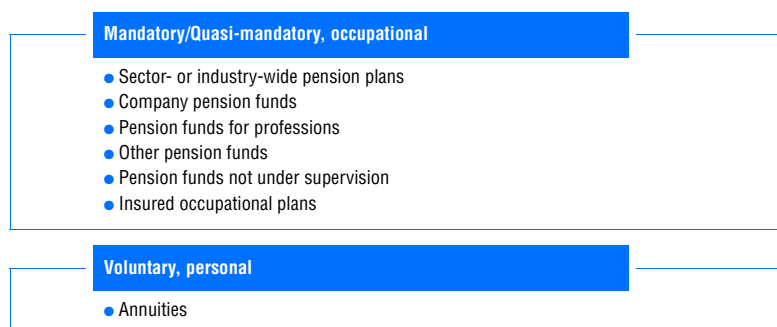 Mandatory/Quasi-mandatory, occupational
● Sector- or industry-wide pension plans
● Company pension funds
● Pension funds for professions
● Other pension funds
● Pension funds not under supervision
● Insured occupational plans
Voluntary, personal
● Annuities